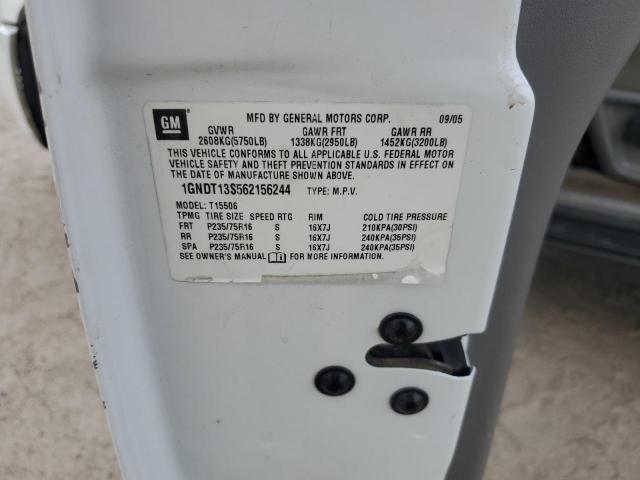 GM
MFD BY GENERAL MOTORS CORP. 09/05
GVWR GAWR FRT GAWR RR
2608KG(5750LB) 1338KG(2950LB) 1452KG(3200LB)
THIS VEHICLE CONFORMS TO ALL APPLICABLE U.S. FEDERAL MOTOR
VEHICLE SAFETY AND THEFT PREVENTION STANDARDS IN EFFECT ON
THE DATE OF MANUFACTURE SHOWN ABOVE.
1GNDT13S562156244 TYPE: M.P.V.
MODEL: T15506
TPMG TIRE SIZE SPEED RTG RIM COLD TIRE PRESSURE
FRT P235/75R16 S 16X7J 210KPA(30PSI)
RR P235/75R16 S 16X7J 240KPA(35PSI)
SPA P235/75R16 S 16X7J 240KPA(35PSI)
SEE OWNER'S MANUAL FOR MORE INFORMATION.